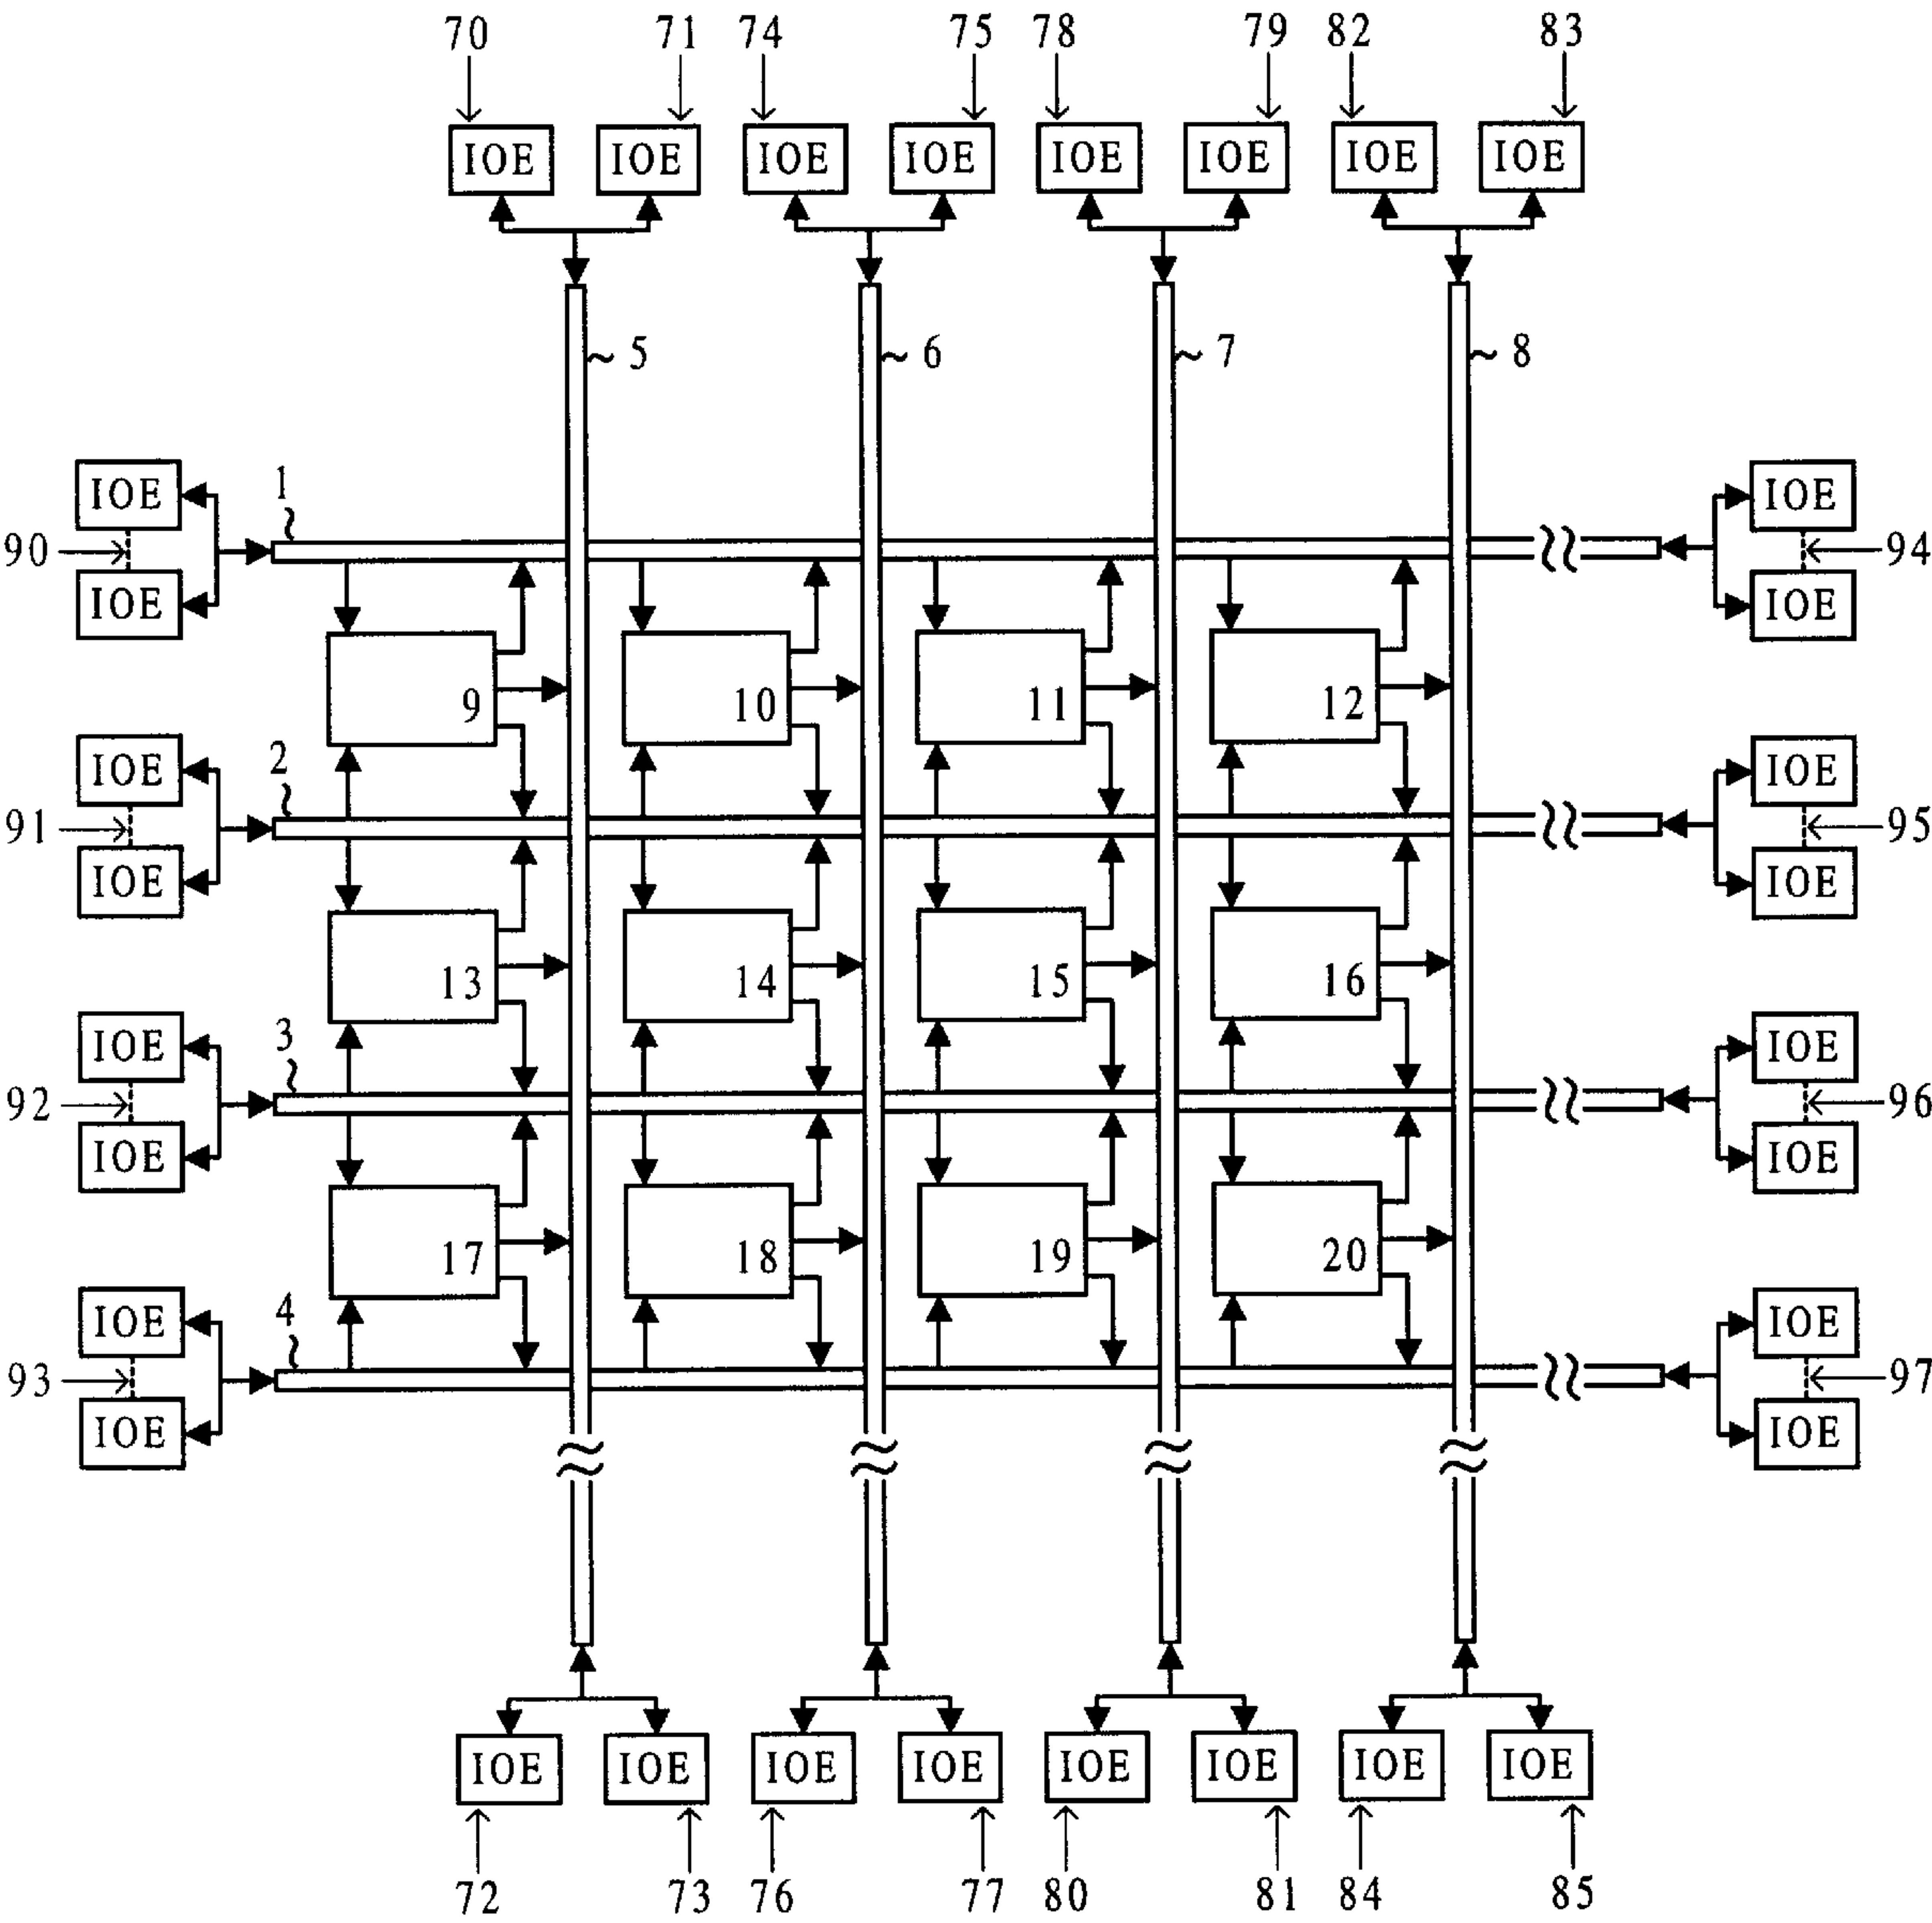 70 71 74 75 78 79 82 83
IOE IOE IOE IOE IOE IOE IOE IOE
5 6 7 8
IOE 1 IOE
90 94
IOE IOE
9 10 11 12
IOE 2 IOE
91 95
IOE IOE
13 14 15 16
IOE 3 IOE
92 96
IOE IOE
17 18 19 20
IOE 4 IOE
93 97
IOE IOE
IOE IOE IOE IOE IOE IOE IOE IOE
72 73 76 77 80 81 84 85